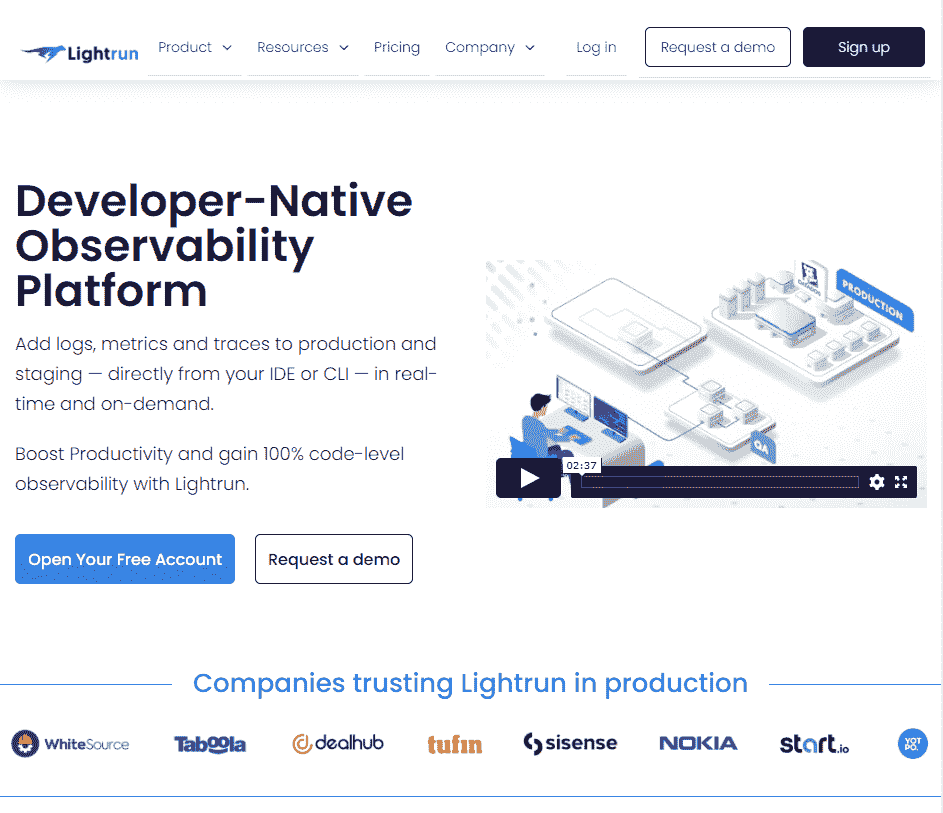 Lightrun
Product
Resources
Pricing
Company
Log in
Request a demo
Sign up
Developer-Native
Observability
Platform
Add logs, metrics and traces to production and
staging — directly from your IDE or CLI — in real-
time and on-demand.
Boost Productivity and gain 100% code-level
observability with Lightrun.
Open Your Free Account
Request a demo
DATADOG
PRODUCTION
QA
02:37
Companies trusting Lightrun in production
WhiteSource
Taboola
dealhub
tufin
sisense
NOKIA
start.io
YOT
PO.